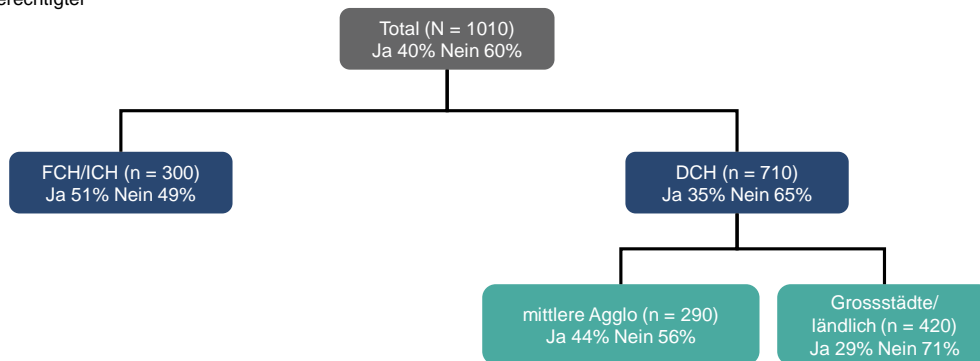 Total (N = 1010)
Ja 40% Nein 60%
FCH/ICH (n = 300)
Ja 51% Nein 49%
DCH (n = 710)
Ja 35% Nein 65%
mittlere Agglo (n = 290)
Ja 44% Nein 56%
Grossstädte/
ländlich (n = 420)
Ja 29% Nein 71%